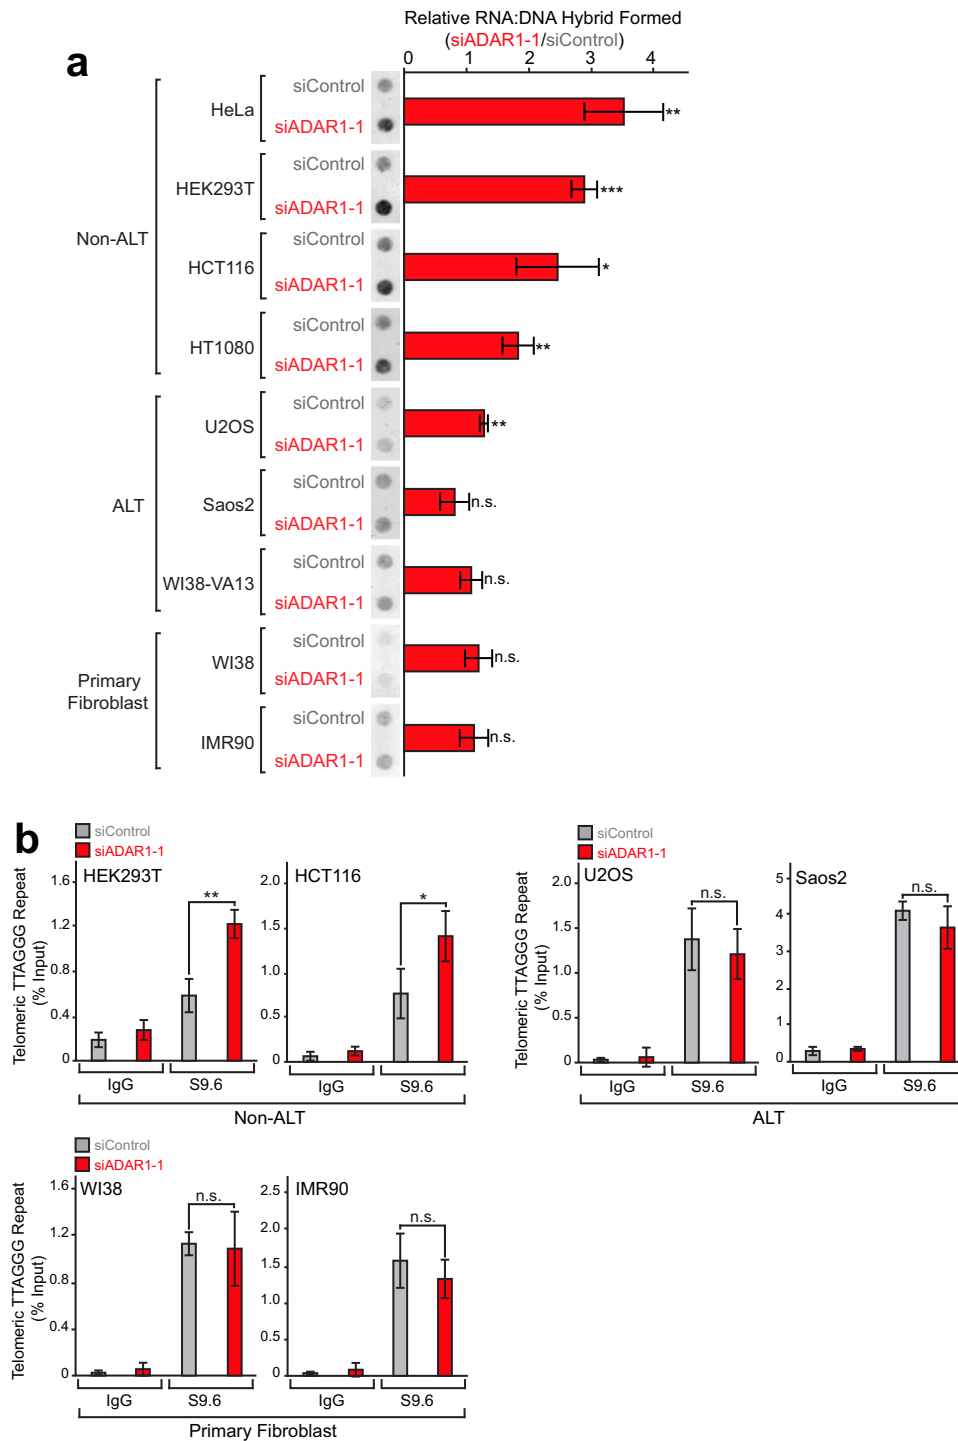 a
Relative RNA:DNA Hybrid Formed
(siADAR1-1/siControl)
0 1 2 3 4
Non-ALT
HeLa
siControl
siADAR1-1
**
HEK293T
siControl
siADAR1-1
***
HCT116
siControl
siADAR1-1
*
HT1080
siControl
siADAR1-1
**
ALT
U2OS
siControl
siADAR1-1
**
Saos2
siControl
siADAR1-1
n.s.
WI38-VA13
siControl
siADAR1-1
n.s.
Primary
Fibroblast
WI38
siControl
siADAR1-1
n.s.
IMR90
siControl
siADAR1-1
n.s.
b
siControl
siADAR1-1
HEK293T
Telomeric TTAGGG Repeat
(% Input)
1.6
1.2
0.8
0.4
0
**
IgG
S9.6
HCT116
2.0
1.5
1.0
0.5
0
*
IgG
S9.6
Non-ALT
siControl
siADAR1-1
U2OS
Telomeric TTAGGG Repeat
(% Input)
2.0
1.5
1.0
0.5
0
n.s.
IgG
S9.6
Saos2
5
4
3
2
1
0
n.s.
IgG
S9.6
ALT
siControl
siADAR1-1
WI38
Telomeric TTAGGG Repeat
(% Input)
1.6
1.2
0.8
0.4
0
n.s.
IgG
S9.6
IMR90
2.5
2.0
1.5
1.0
0.5
0
n.s.
IgG
S9.6
Primary Fibroblast